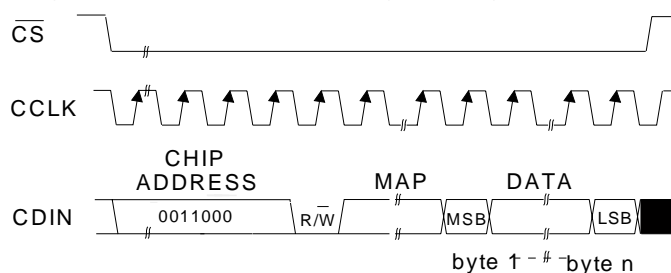 CS
CCLK
CHIP
ADDRESS
MAP
DATA
CDIN
0011000
R/W
MSB
LSB
byte 1
byte n